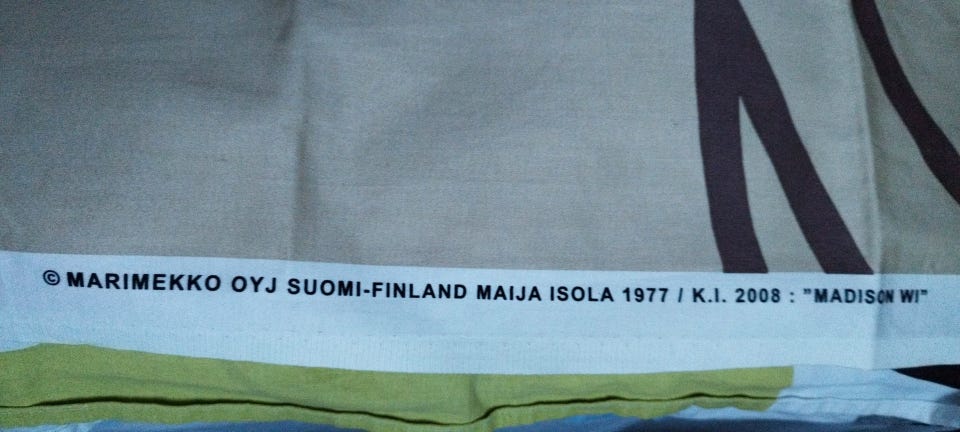 © MARIMEKKO OYJ SUOMI-FINLAND MAIJA ISOLA 1977 / K.I. 2008 : ”MADISON WI”